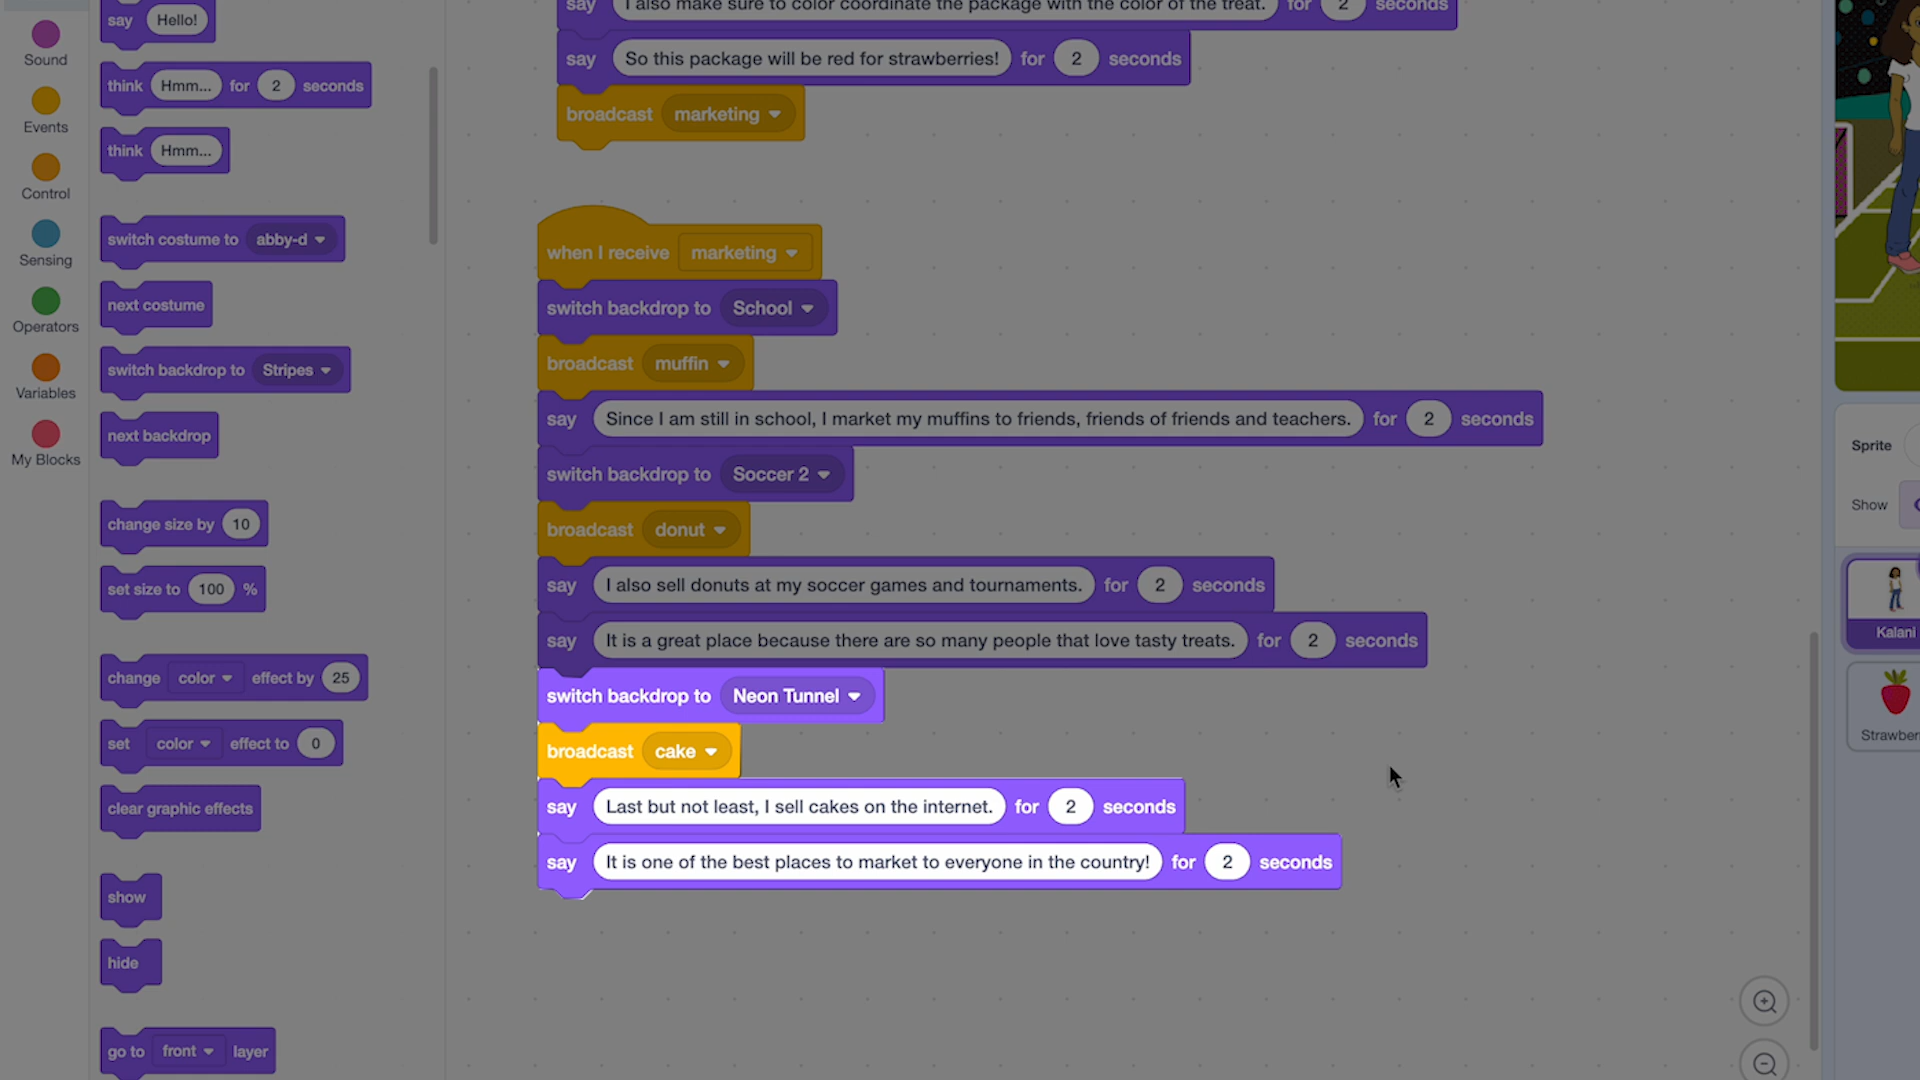 Sound
Events
Control
Sensing
Operators
Variables
My Blocks
say Hello!
think Hmm... for 2 seconds
think Hmm...
switch costume to abby-d
next costume
switch backdrop to Stripes
next backdrop
change size by 10
set size to 100 %
change color effect by 25
set color effect to 0
clear graphic effects
show
hide
go to front layer
say I also make sure to color coordinate the package with the color of the treat. for 2 seconds
say So this package will be red for strawberries! for 2 seconds
broadcast marketing
when I receive marketing
switch backdrop to School
broadcast muffin
say Since I am still in school, I market my muffins to friends, friends of friends and teachers. for 2 seconds
switch backdrop to Soccer 2
broadcast donut
say I also sell donuts at my soccer games and tournaments. for 2 seconds
say It is a great place because there are so many people that love tasty treats. for 2 seconds
switch backdrop to Neon Tunnel
broadcast cake
say Last but not least, I sell cakes on the internet. for 2 seconds
say It is one of the best places to market to everyone in the country! for 2 seconds
Sprite
Show
Kalani
Strawber